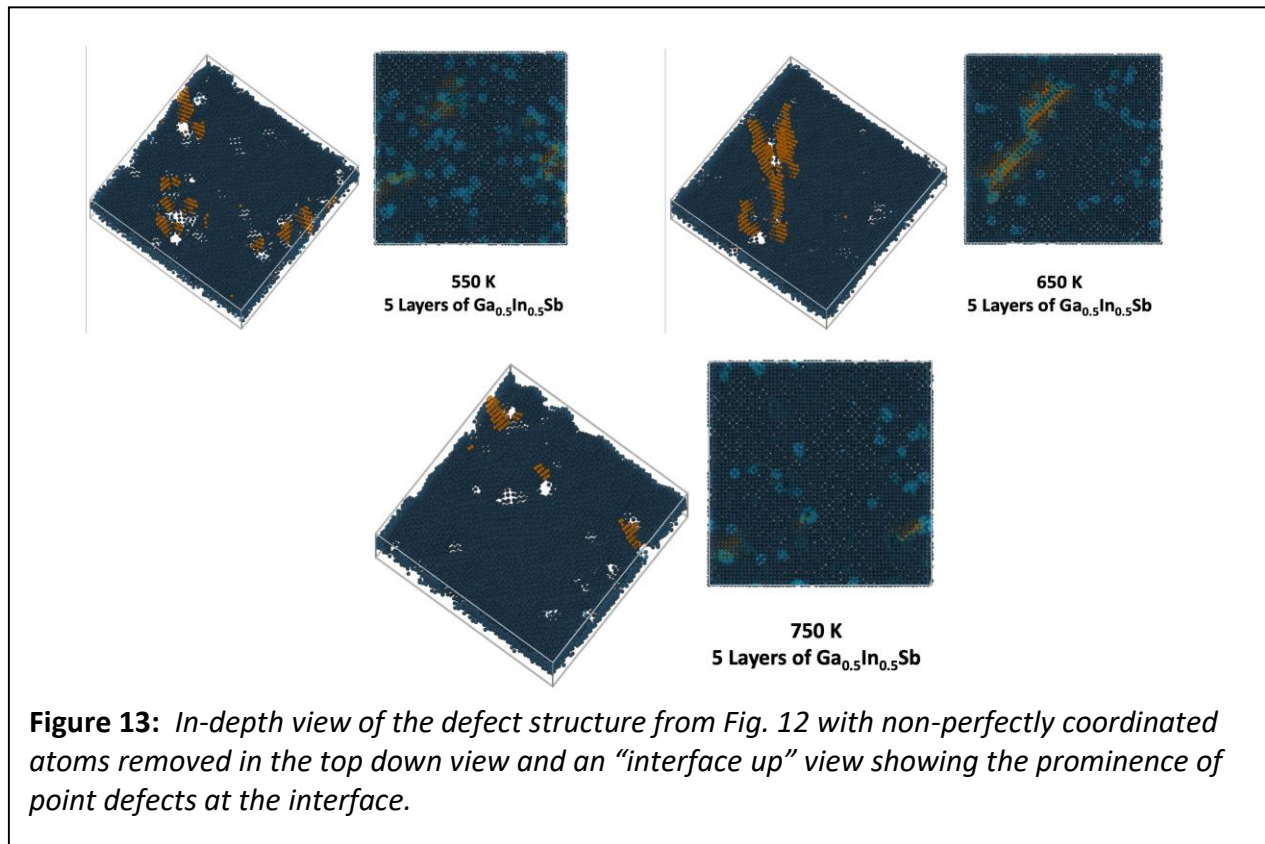 550 K
5 Layers of Ga₀.₅In₀.₅Sb
650 K
5 Layers of Ga₀.₅In₀.₅Sb
750 K
5 Layers of Ga₀.₅In₀.₅Sb
Figure 13: In-depth view of the defect structure from Fig. 12 with non-perfectly coordinated
atoms removed in the top down view and an “interface up” view showing the prominence of
point defects at the interface.